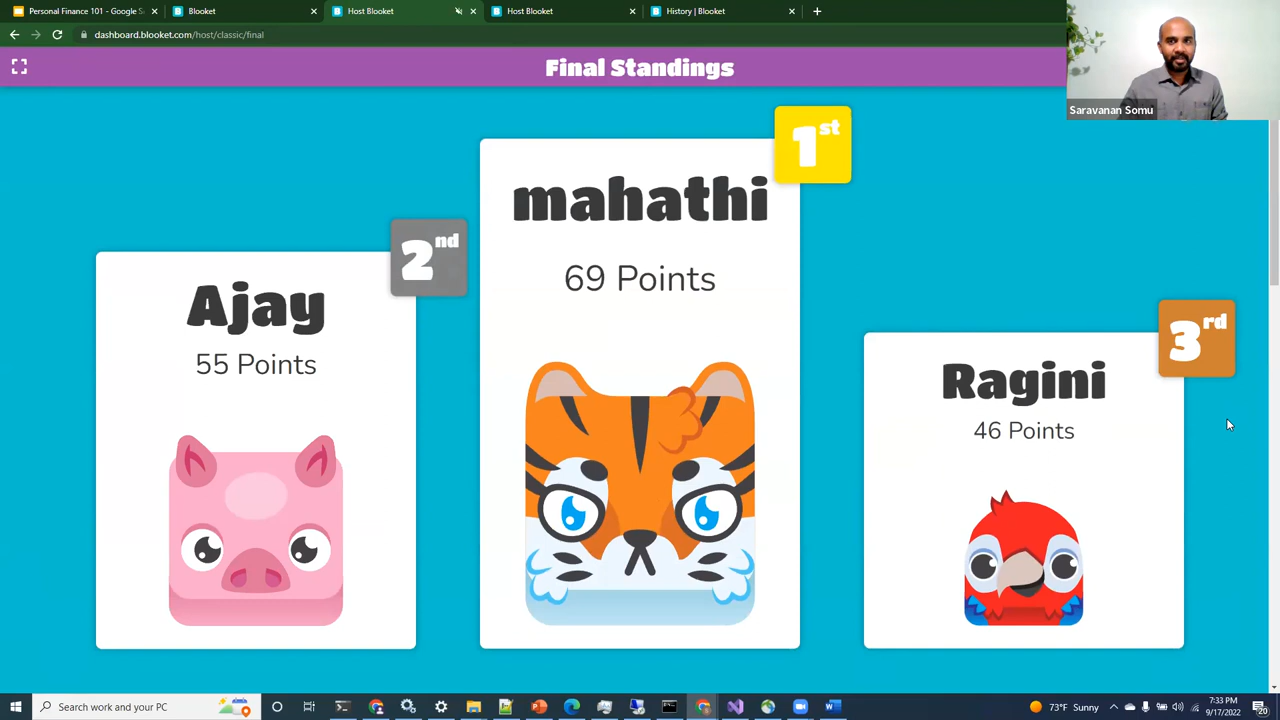 Personal Finance 101 - Google S
Blooket
Host Blooket
Host Blooket
History | Blooket
dashboard.blooket.com/host/classic/final
Final Standings
Saravanan Somu
1st
mahathi
69 Points
2nd
Ajay
55 Points
3rd
Ragini
46 Points
Search work and your PC
73°F Sunny
7:33 PM
9/17/2022
20